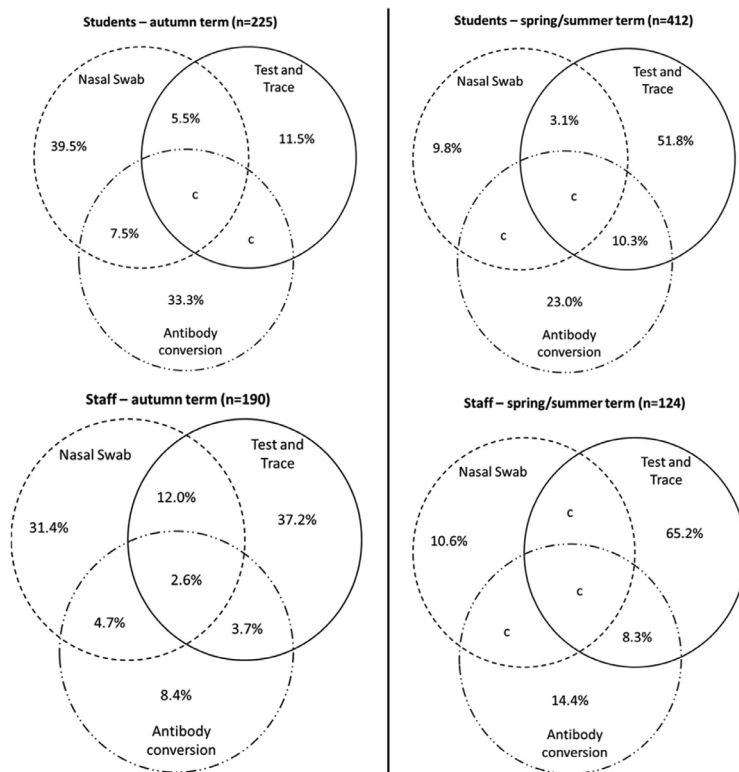 Students – autumn term (n=225)
Nasal Swab
Test and
Trace
5.5%
39.5%
11.5%
c
7.5%
c
33.3%
Antibody
conversion
Students – spring/summer term (n=412)
Nasal Swab
Test and
Trace
3.1%
9.8%
51.8%
c
c
10.3%
23.0%
Antibody
conversion
Staff – autumn term (n=190)
Nasal Swab
Test and
Trace
12.0%
31.4%
37.2%
2.6%
4.7%
3.7%
8.4%
Antibody
conversion
Staff – spring/summer term (n=124)
Nasal Swab
Test and
Trace
c
10.6%
65.2%
c
c
8.3%
14.4%
Antibody
conversion